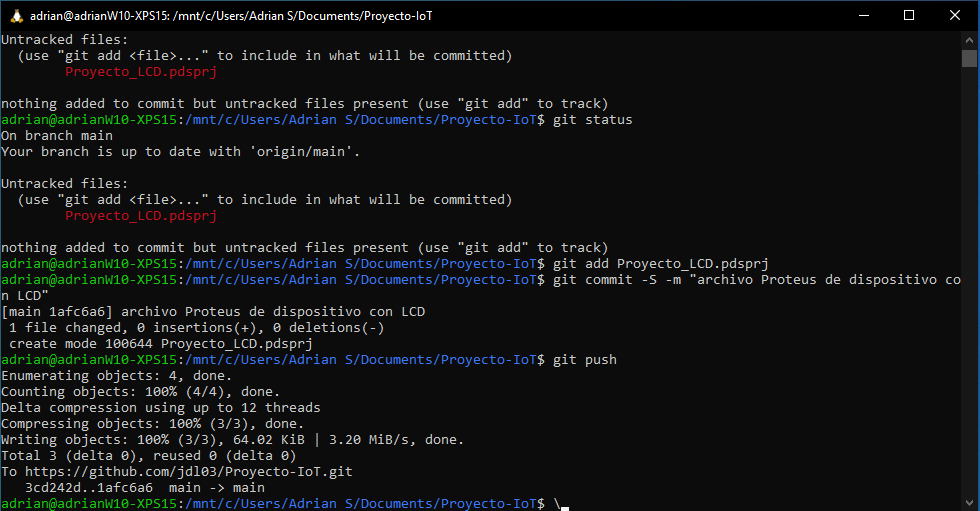 adrian@adrianW10-XPS15: /mnt/c/Users/Adrian S/Documents/Proyecto-IoT
Untracked files:
  (use "git add <file>..." to include in what will be committed)
        Proyecto_LCD.pdsprj

nothing added to commit but untracked files present (use "git add" to track)
adrian@adrianW10-XPS15:/mnt/c/Users/Adrian S/Documents/Proyecto-IoT$ git status
On branch main
Your branch is up to date with 'origin/main'.

Untracked files:
  (use "git add <file>..." to include in what will be committed)
        Proyecto_LCD.pdsprj

nothing added to commit but untracked files present (use "git add" to track)
adrian@adrianW10-XPS15:/mnt/c/Users/Adrian S/Documents/Proyecto-IoT$ git add Proyecto_LCD.pdsprj
adrian@adrianW10-XPS15:/mnt/c/Users/Adrian S/Documents/Proyecto-IoT$ git commit -S -m "archivo Proteus de dispositivo co
n LCD"
[main 1afc6a6] archivo Proteus de dispositivo con LCD
 1 file changed, 0 insertions(+), 0 deletions(-)
 create mode 100644 Proyecto_LCD.pdsprj
adrian@adrianW10-XPS15:/mnt/c/Users/Adrian S/Documents/Proyecto-IoT$ git push
Enumerating objects: 4, done.
Counting objects: 100% (4/4), done.
Delta compression using up to 12 threads
Compressing objects: 100% (3/3), done.
Writing objects: 100% (3/3), 64.02 KiB | 3.20 MiB/s, done.
Total 3 (delta 0), reused 0 (delta 0)
To https://github.com/jdl03/Proyecto-IoT.git
   3cd242d..1afc6a6  main -> main
adrian@adrianW10-XPS15:/mnt/c/Users/Adrian S/Documents/Proyecto-IoT$ \